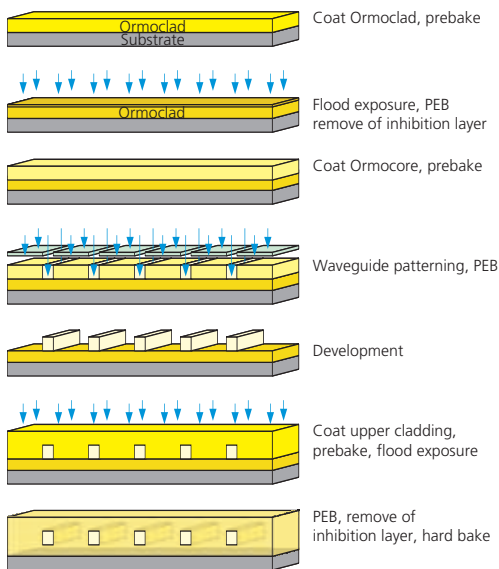 Ormoclad
Substrate
Coat Ormoclad, prebake
Ormoclad
Flood exposure, PEB
remove of inhibition layer
Coat Ormocore, prebake
Waveguide patterning, PEB
Development
Coat upper cladding,
prebake, flood exposure
PEB, remove of
inhibition layer, hard bake